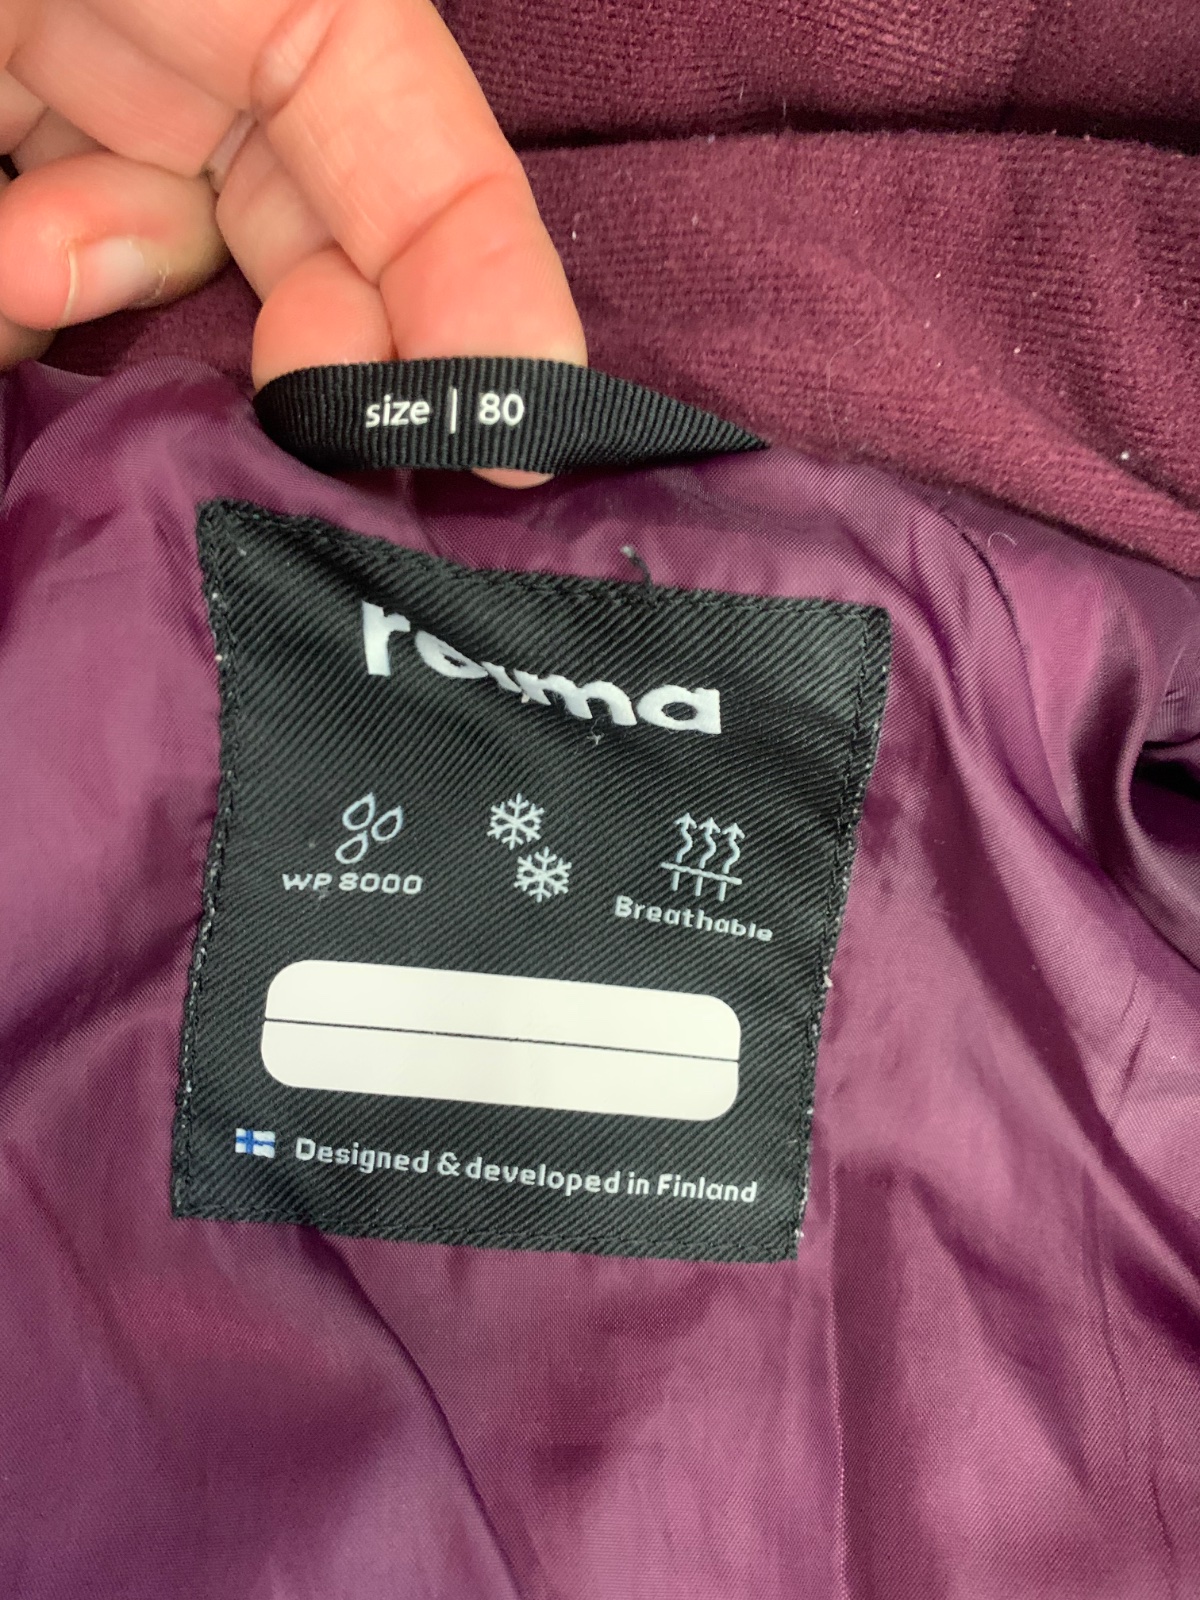 size | 80
reima
WP 8000
Breathable
Designed & developed in Finland